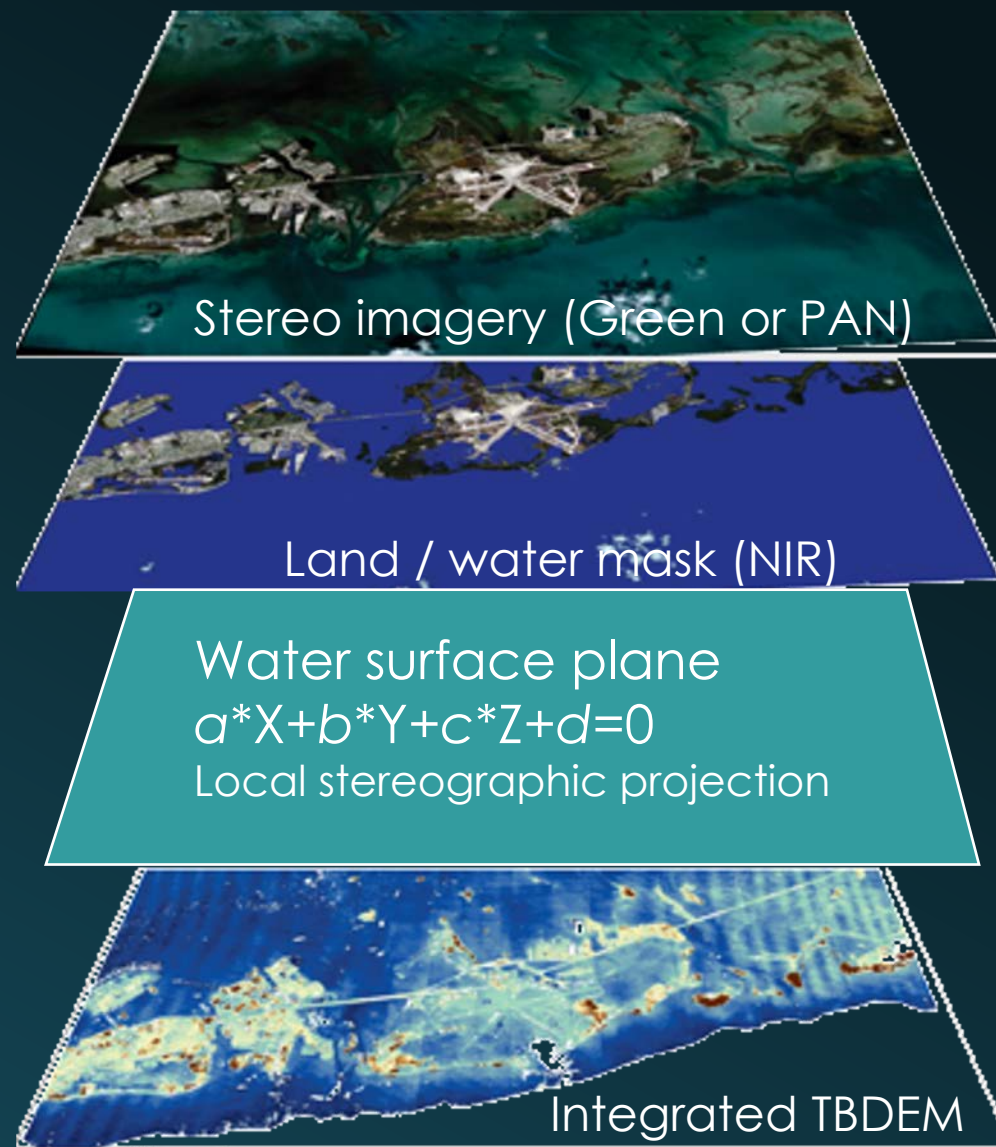 Stereo imagery (Green or PAN)
Land / water mask (NIR)
Water surface plane
a*X+b*Y+c*Z+d=0
Local stereographic projection
Integrated TBDEM